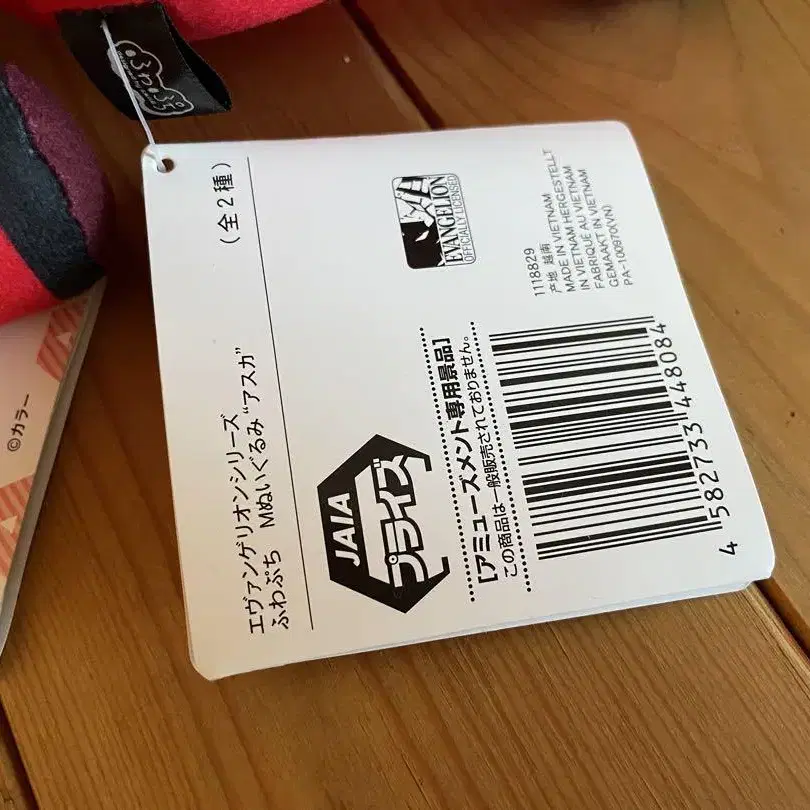 エヴァンゲリオンシリーズ
ふわぷち　Mぬいぐるみ“アスカ”
（全2種）
JAIA
プライズ
EVANGELION
OFFICIALLY LICENSED
［アミューズメント専用景品］
この商品は一般販売されておりません。
1118829
产地 越南
MADE IN VIETNAM
IN VIETNAM HERGESTELLT
FABRIQUÉ AU VIETNAM
GEMAAKT IN VIETNAM
PA-100970(VN)
4 582733 448084
©カラー